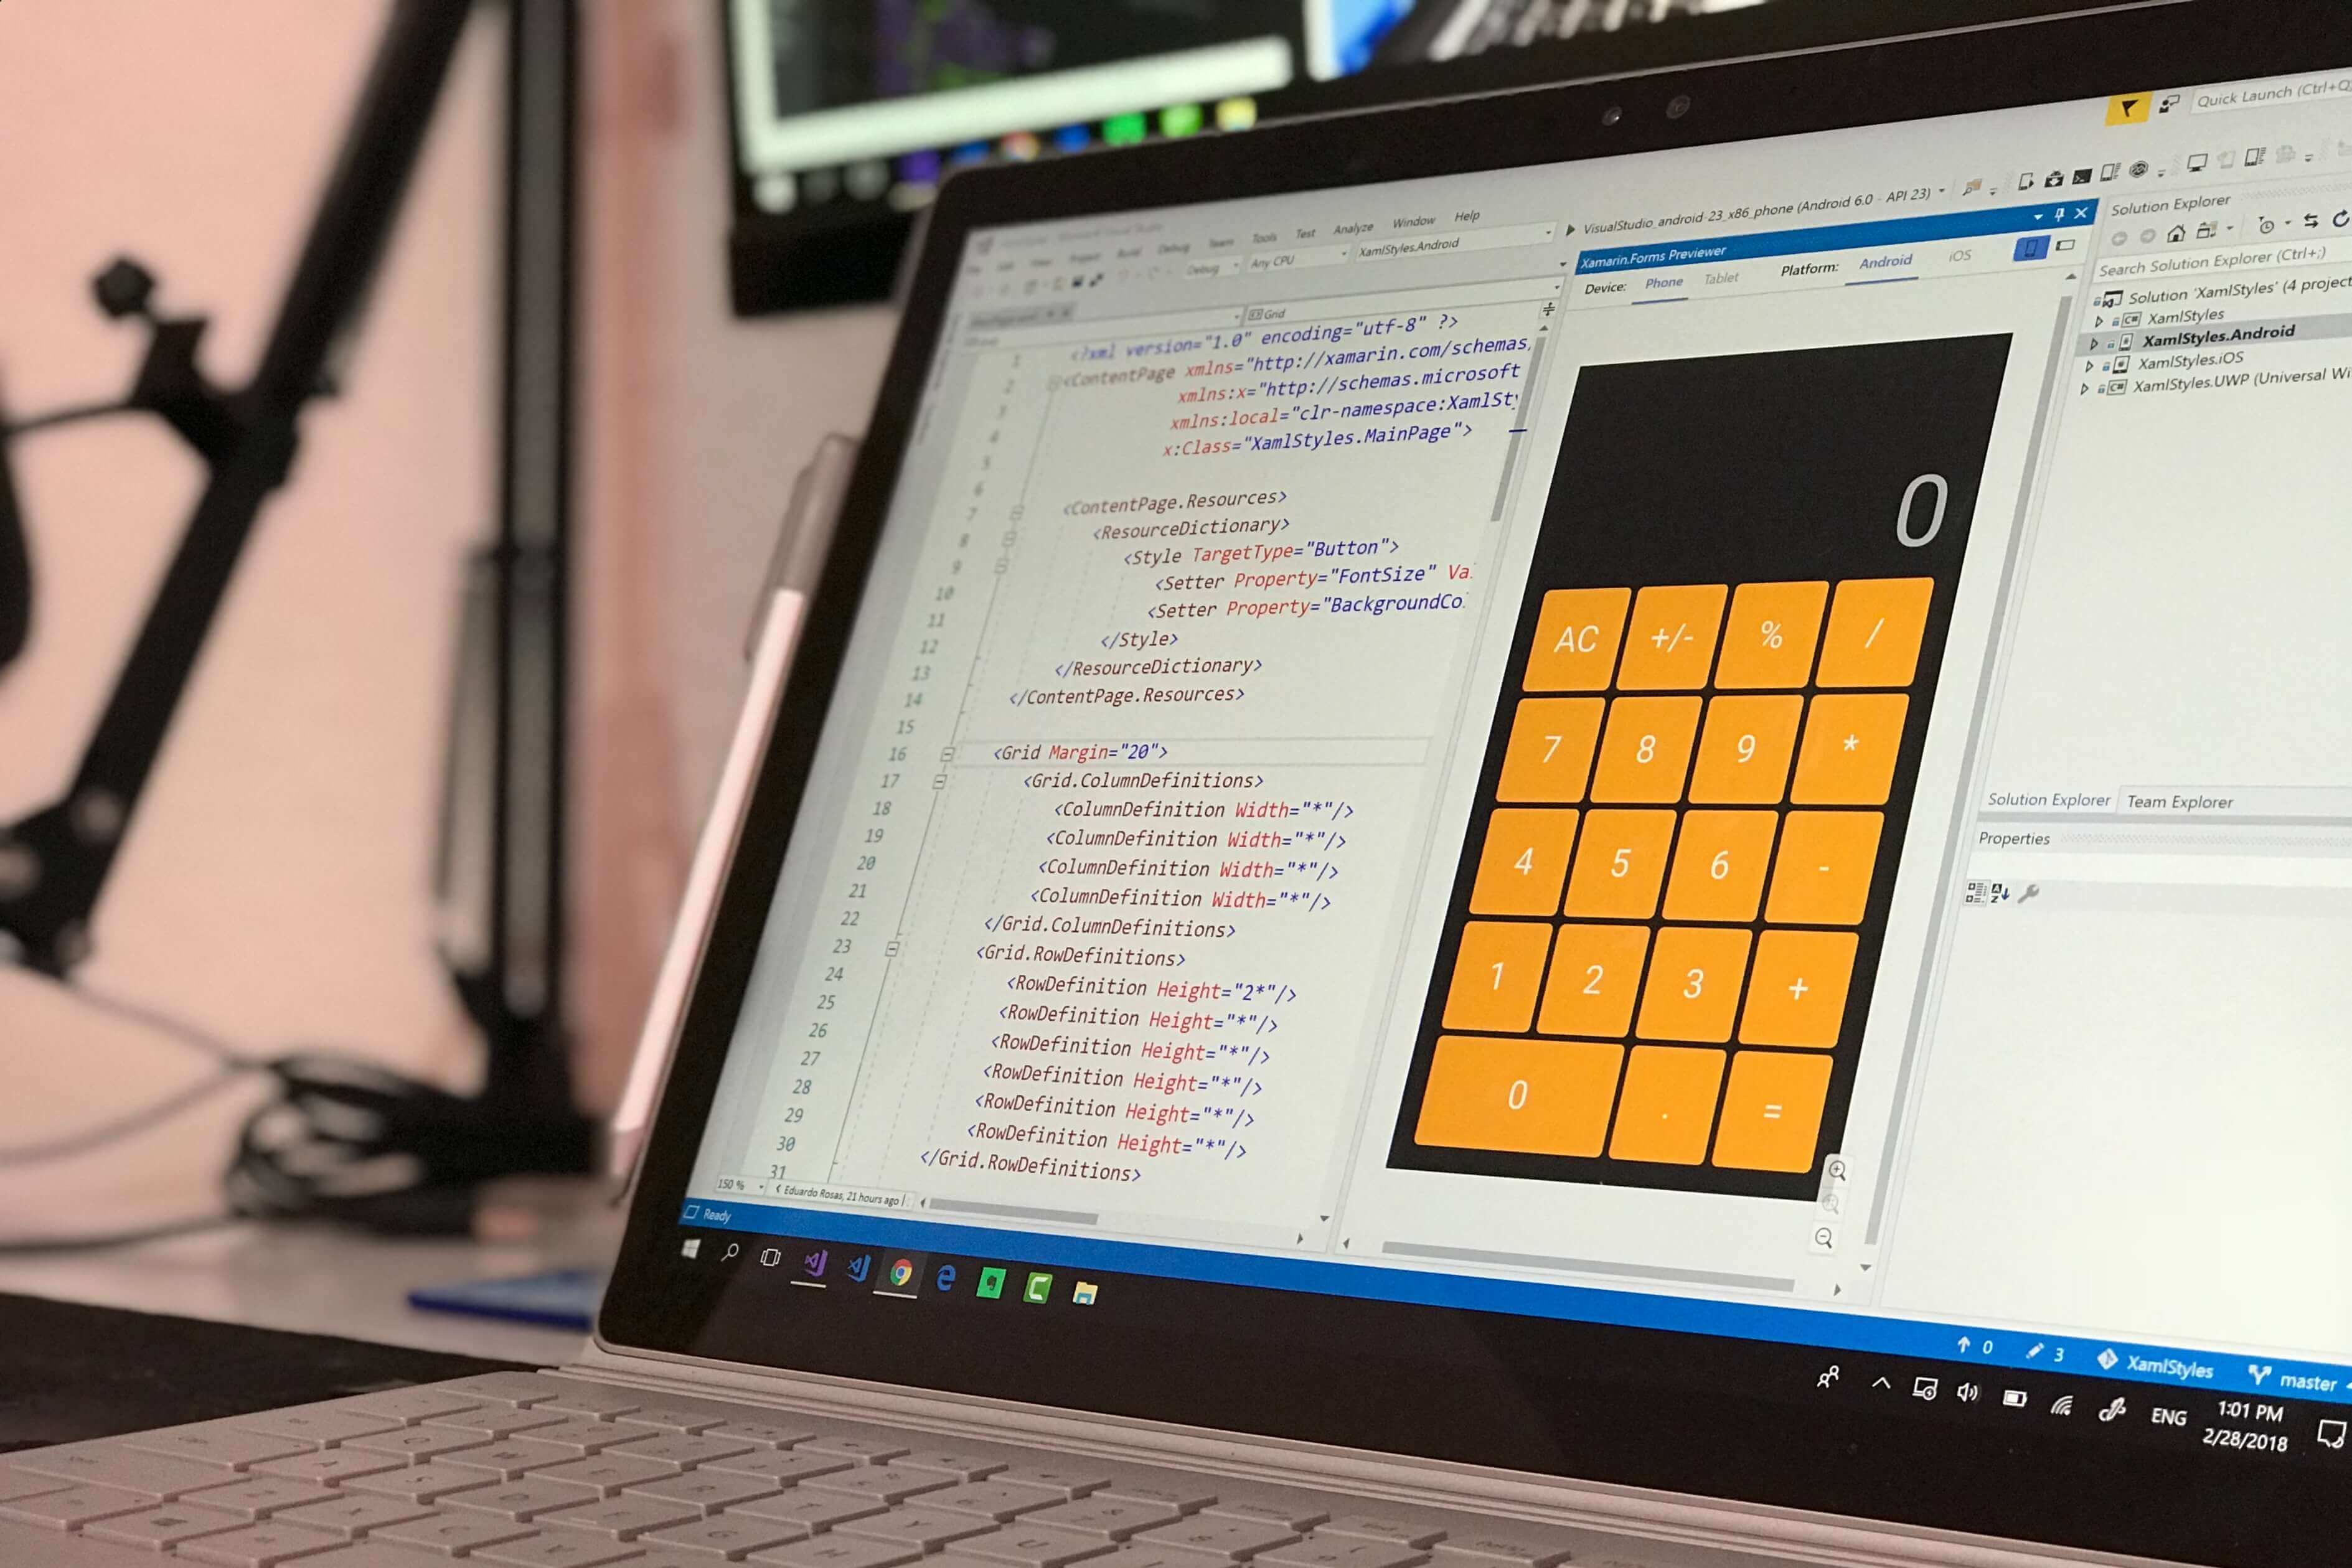 Quick Launch (Ctrl+Q
Build Debug Team Tools Test Analyze Window Help
Debug Any CPU XamlStyles.Android VisualStudio_android-23_x86_phone (Android 6.0 - API 23)
Grid
1 <?xml version="1.0" encoding="utf-8" ?>
2 <ContentPage xmlns="http://xamarin.com/schemas,
3 xmlns:x="http://schemas.microsoft
4 xmlns:local="clr-namespace:XamlSty
5 x:Class="XamlStyles.MainPage">
6
7 <ContentPage.Resources>
8 <ResourceDictionary>
9 <Style TargetType="Button">
10 <Setter Property="FontSize" Va
11 <Setter Property="BackgroundCo
12 </Style>
13 </ResourceDictionary>
14 </ContentPage.Resources>
15
16 <Grid Margin="20">
17 <Grid.ColumnDefinitions>
18 <ColumnDefinition Width="*"/>
19 <ColumnDefinition Width="*"/>
20 <ColumnDefinition Width="*"/>
21 <ColumnDefinition Width="*"/>
22 </Grid.ColumnDefinitions>
23 <Grid.RowDefinitions>
24 <RowDefinition Height="2*"/>
25 <RowDefinition Height="*"/>
26 <RowDefinition Height="*"/>
27 <RowDefinition Height="*"/>
28 <RowDefinition Height="*"/>
29 <RowDefinition Height="*"/>
30 </Grid.RowDefinitions>
31
150 % Eduardo Rosas, 21 hours ago |
Ready
Xamarin.Forms Previewer
Device: Phone Tablet Platform: Android iOS
0
AC +/- % /
7 8 9 *
4 5 6 -
1 2 3 +
0 . =
Solution Explorer
Search Solution Explorer (Ctrl+;)
Solution 'XamlStyles' (4 project
XamlStyles
XamlStyles.Android
XamlStyles.iOS
XamlStyles.UWP (Universal Wi
Solution Explorer Team Explorer
Properties
0 3 XamlStyles master
ENG 1:01 PM
2/28/2018